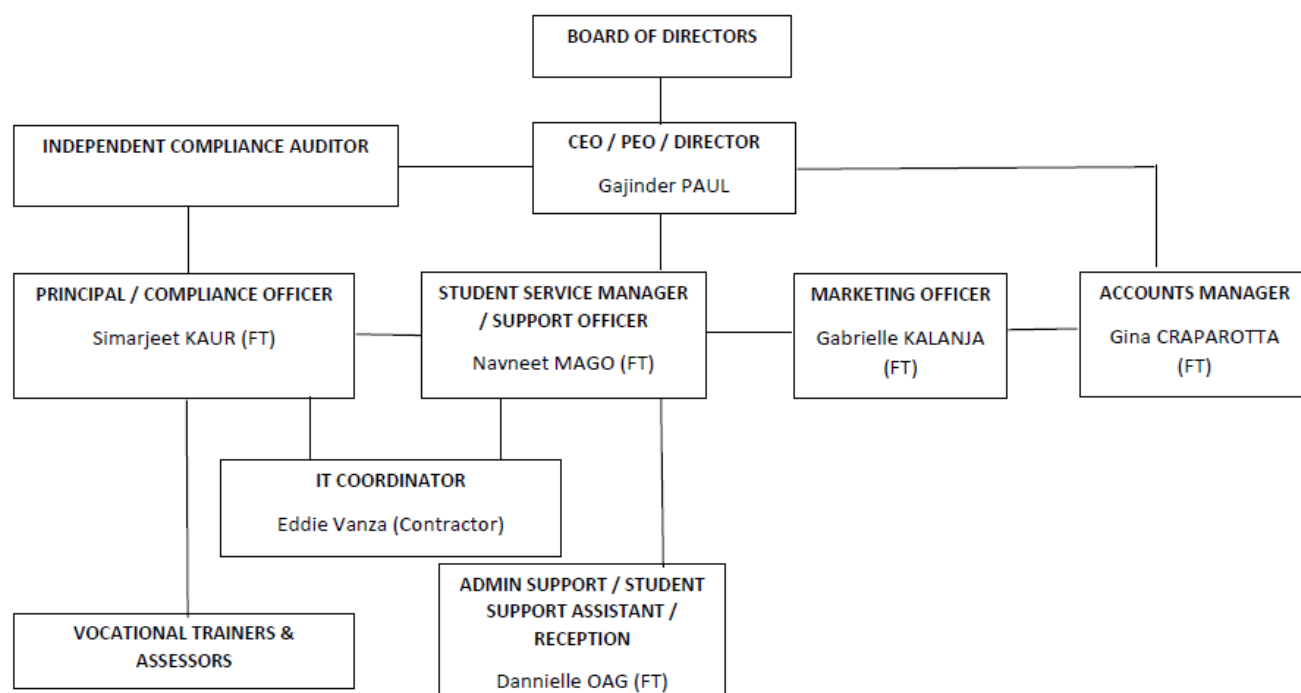 BOARD OF DIRECTORS
INDEPENDENT COMPLIANCE AUDITOR
CEO / PEO / DIRECTOR
Gajinder PAUL
PRINCIPAL / COMPLIANCE OFFICER
Simarjeet KAUR (FT)
STUDENT SERVICE MANAGER
/ SUPPORT OFFICER
Navneet MAGO (FT)
MARKETING OFFICER
Gabrielle KALANJA
(FT)
ACCOUNTS MANAGER
Gina CRAPAROTTA
(FT)
IT COORDINATOR
Eddie Vanza (Contractor)
ADMIN SUPPORT / STUDENT
SUPPORT ASSISTANT /
RECEPTION
Dannielle OAG (FT)
VOCATIONAL TRAINERS &
ASSESSORS